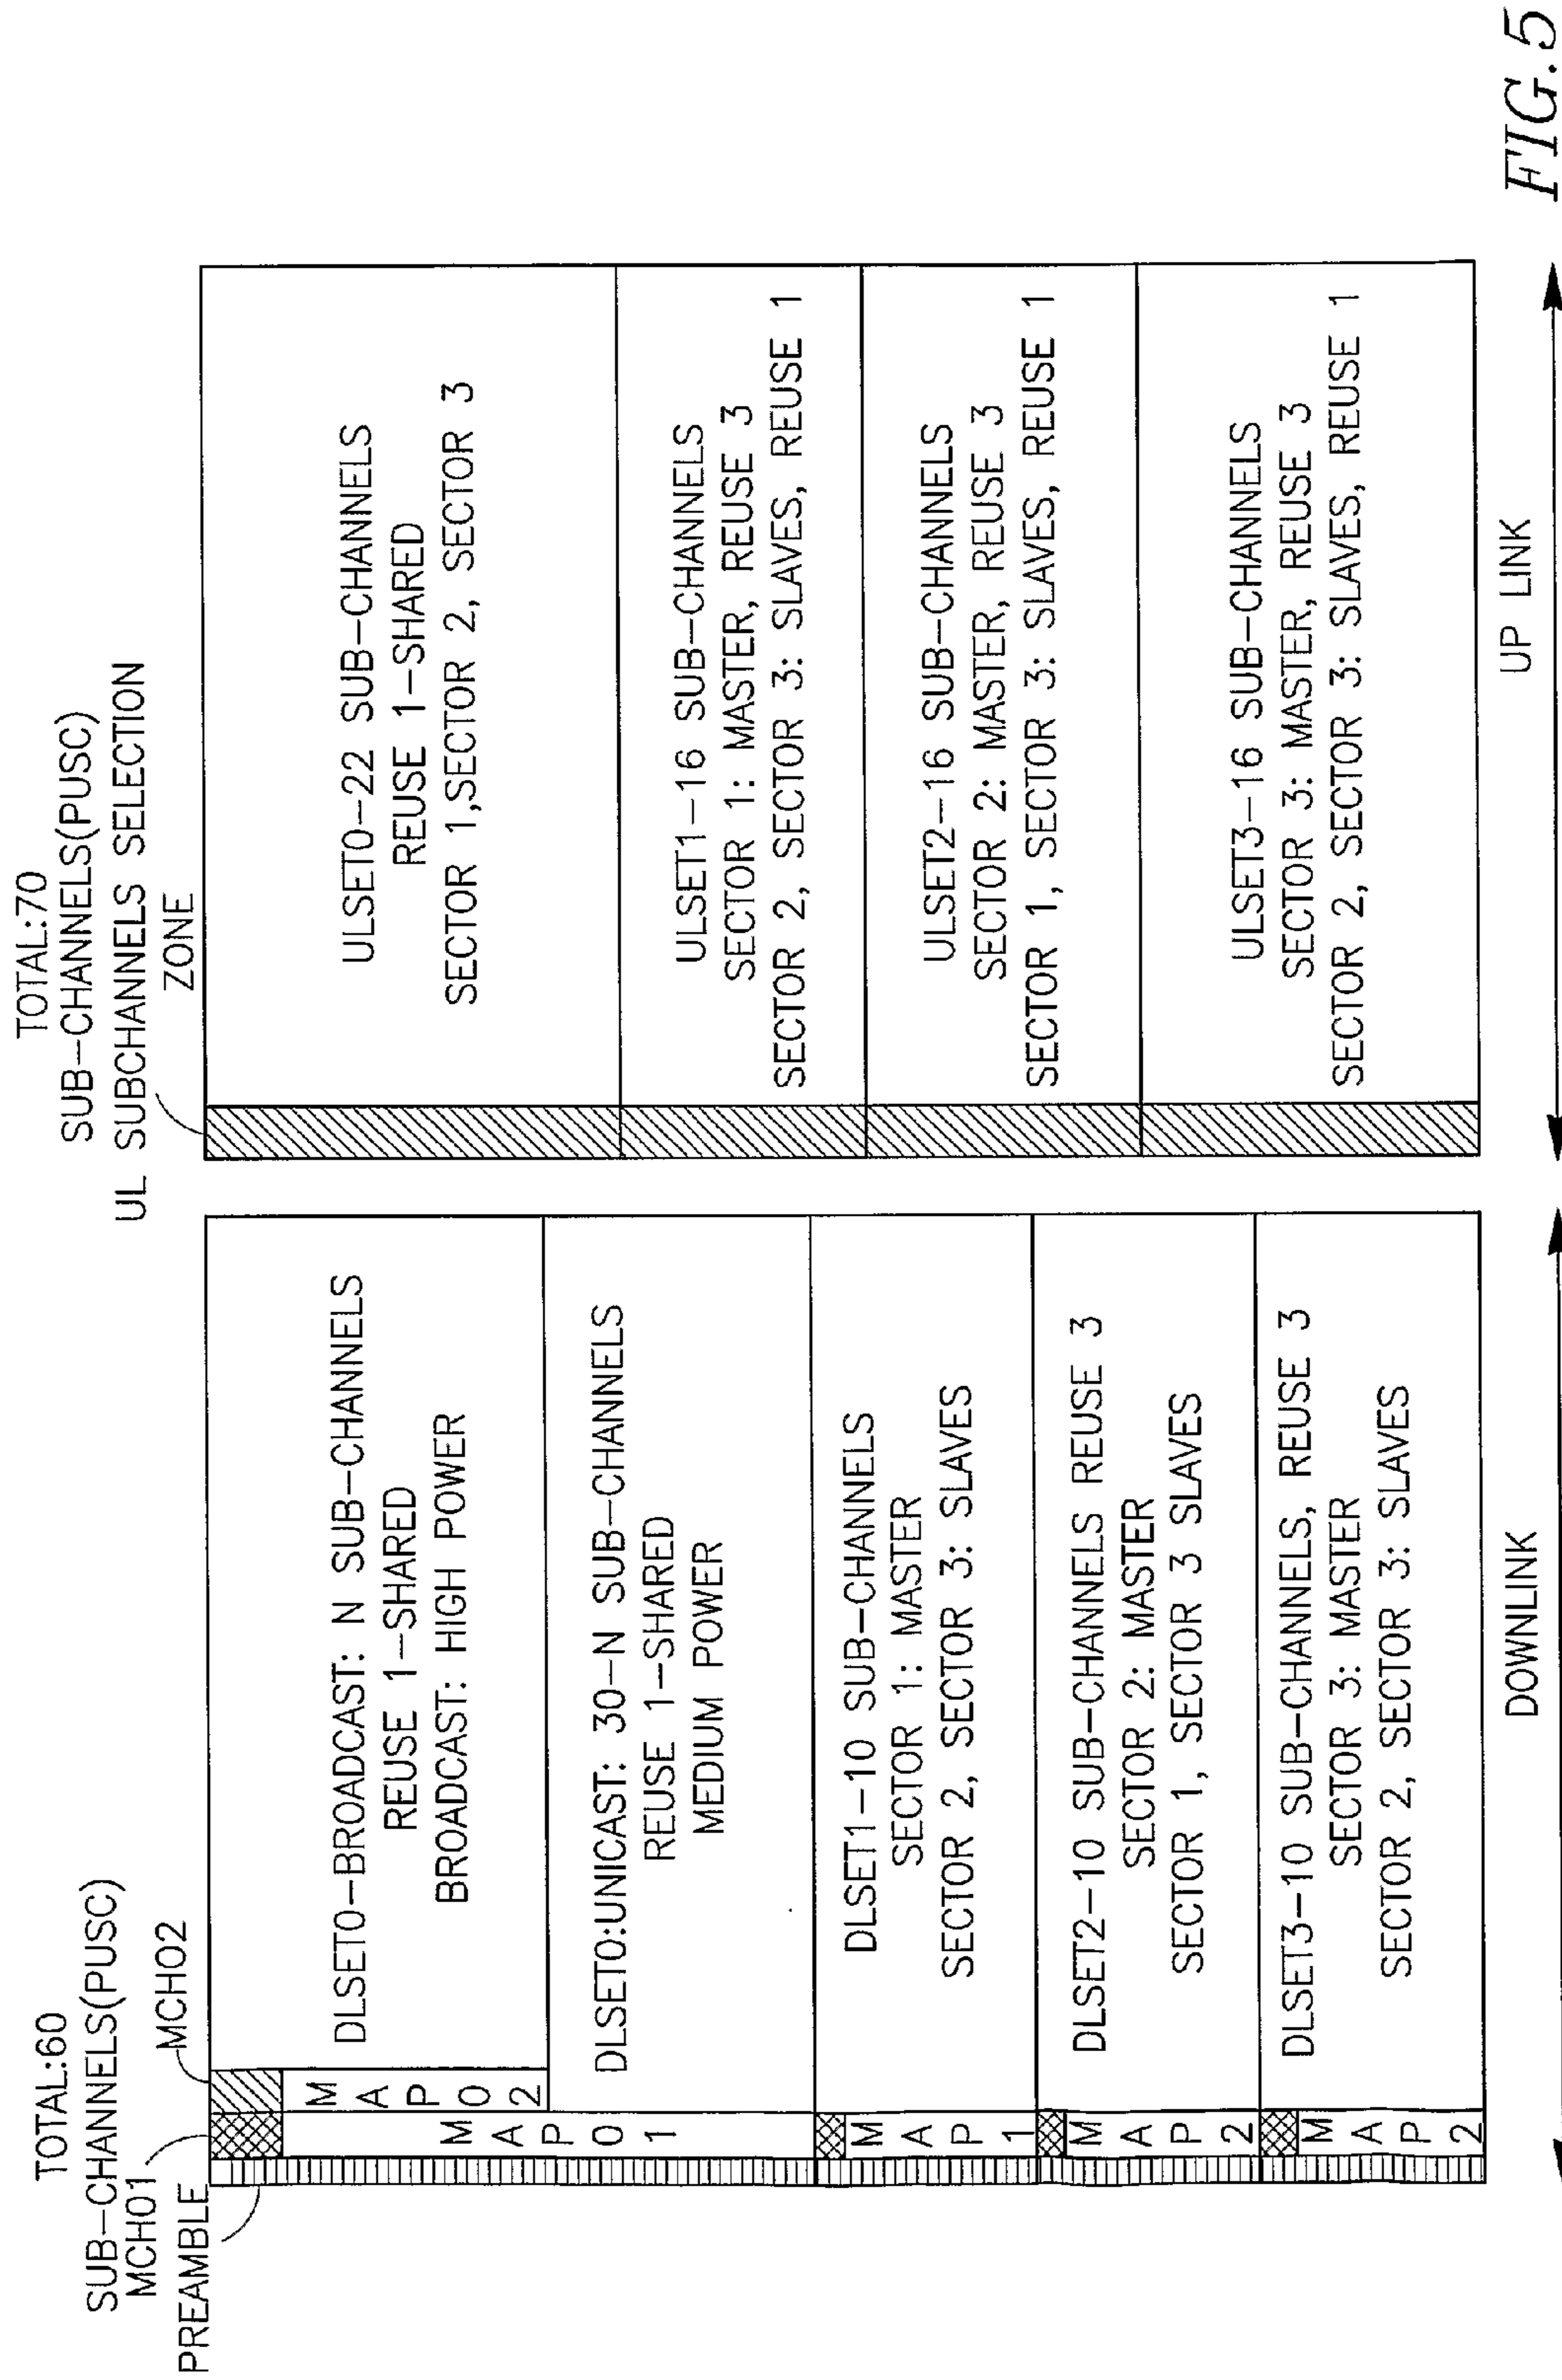 TOTAL:60
SUB-CHANNELS(PUSC)
MCH01
MCH02
PREAMBLE
M A P 0 2
M A P 0 1
DLSET0-BROADCAST: N SUB-CHANNELS
REUSE 1-SHARED
BROADCAST: HIGH POWER
DLSET0:UNICAST: 30-N SUB-CHANNELS
REUSE 1-SHARED
MEDIUM POWER
M A P 1
DLSET1-10 SUB-CHANNELS
SECTOR 1: MASTER
SECTOR 2, SECTOR 3: SLAVES
M A P 2
DLSET2-10 SUB-CHANNELS REUSE 3
SECTOR 2: MASTER
SECTOR 1, SECTOR 3 SLAVES
M A P 2
DLSET3-10 SUB-CHANNELS, REUSE 3
SECTOR 3: MASTER
SECTOR 2, SECTOR 3: SLAVES
DOWNLINK
TOTAL:70
SUB-CHANNELS(PUSC)
UL SUBCHANNELS SELECTION
ZONE
ULSET0-22 SUB-CHANNELS
REUSE 1-SHARED
SECTOR 1,SECTOR 2, SECTOR 3
ULSET1-16 SUB-CHANNELS
SECTOR 1: MASTER, REUSE 3
SECTOR 2, SECTOR 3: SLAVES, REUSE 1
ULSET2-16 SUB-CHANNELS
SECTOR 2: MASTER, REUSE 3
SECTOR 1, SECTOR 3: SLAVES, REUSE 1
ULSET3-16 SUB-CHANNELS
SECTOR 3: MASTER, REUSE 3
SECTOR 2, SECTOR 3: SLAVES, REUSE 1
UP LINK
FIG.5